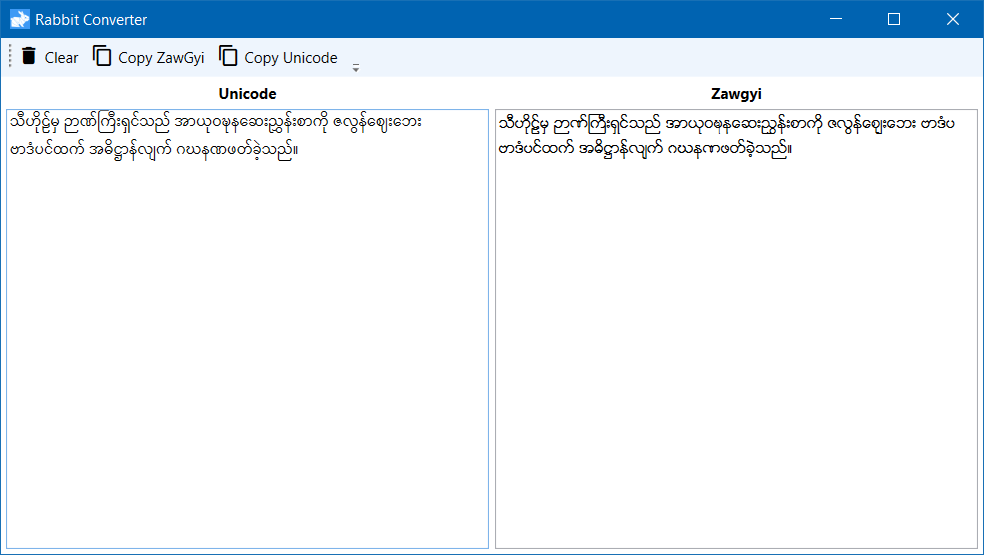 Rabbit Converter
Clear Copy ZawGyi Copy Unicode
Unicode
သီဟိုဠ်မှ ဉာဏ်ကြီးရှင်သည် အာယုဝဍ္ဎနဆေးညွှန်းစာကို ဇလွန်ဈေးဘေး
ဗာဒံပင်ထက် အဓိဋ္ဌာန်လျက် ဂဃနဏဖတ်ခဲ့သည်။
Zawgyi
သီဟိုဠ်မှ ဉာဏ်ကြီးရှင်သည် အာယုဝဍ္ဎနဆေးညွှန်းစာကို ဇလွန်ဈေးဘေး ဗာဒံပ
ဗာဒံပင်ထက် အဓိဋ္ဌာန်လျက် ဂဃနဏဖတ်ခဲ့သည်။